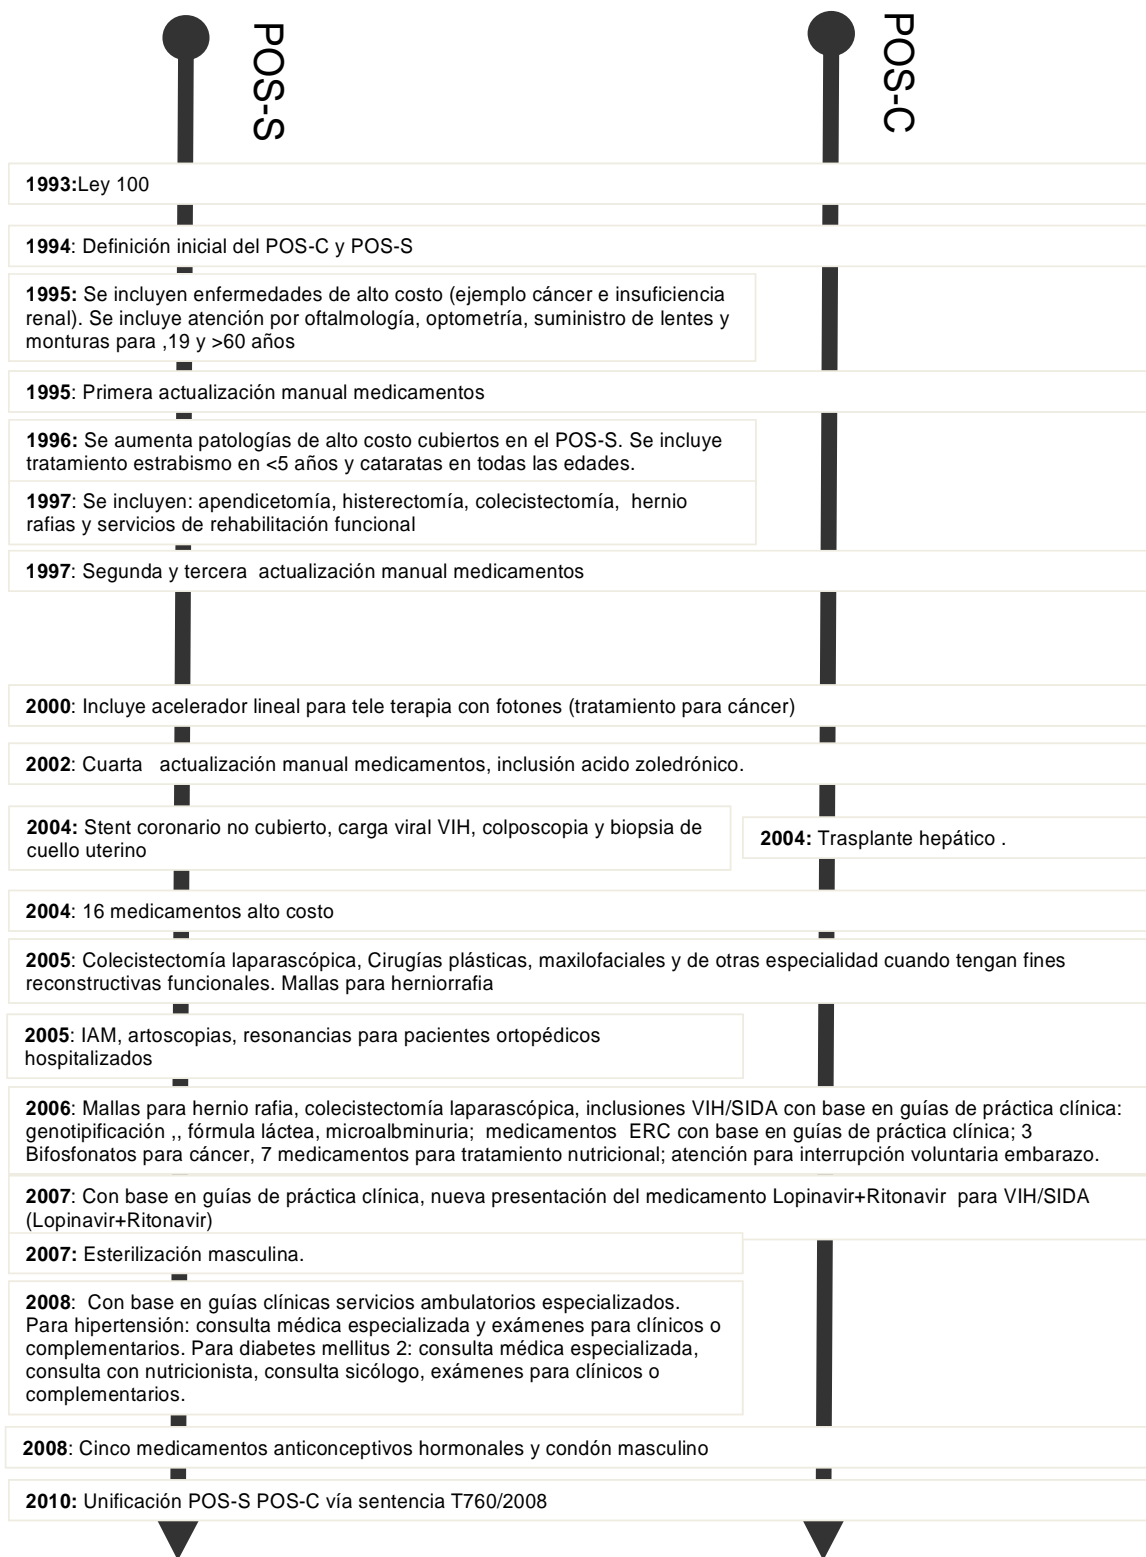 POS-S
POS-C
1993:Ley 100
1994: Definición inicial del POS-C y POS-S
1995: Se incluyen enfermedades de alto costo (ejemplo cáncer e insuficiencia
renal). Se incluye atención por oftalmología, optometría, suministro de lentes y
monturas para ,19 y >60 años
1995: Primera actualización manual medicamentos
1996: Se aumenta patologías de alto costo cubiertos en el POS-S. Se incluye
tratamiento estrabismo en <5 años y cataratas en todas las edades.
1997: Se incluyen: apendicetomía, histerectomía, colecistectomía, hernio
rafias y servicios de rehabilitación funcional
1997: Segunda y tercera actualización manual medicamentos
2000: Incluye acelerador lineal para tele terapia con fotones (tratamiento para cáncer)
2002: Cuarta actualización manual medicamentos, inclusión acido zoledrónico.
2004: Stent coronario no cubierto, carga viral VIH, colposcopia y biopsia de
cuello uterino
2004: Trasplante hepático .
2004: 16 medicamentos alto costo
2005: Colecistectomía laparascópica, Cirugías plásticas, maxilofaciales y de otras especialidad cuando tengan fines
reconstructivas funcionales. Mallas para herniorrafia
2005: IAM, artoscopias, resonancias para pacientes ortopédicos
hospitalizados
2006: Mallas para hernio rafia, colecistectomía laparascópica, inclusiones VIH/SIDA con base en guías de práctica clínica:
genotipificación ,, fórmula láctea, microalbminuria; medicamentos ERC con base en guías de práctica clínica; 3
Bifosfonatos para cáncer, 7 medicamentos para tratamiento nutricional; atención para interrupción voluntaria embarazo.
2007: Con base en guías de práctica clínica, nueva presentación del medicamento Lopinavir+Ritonavir para VIH/SIDA
(Lopinavir+Ritonavir)
2007: Esterilización masculina.
2008: Con base en guías clínicas servicios ambulatorios especializados.
Para hipertensión: consulta médica especializada y exámenes para clínicos o
complementarios. Para diabetes mellitus 2: consulta médica especializada,
consulta con nutricionista, consulta sicólogo, exámenes para clínicos o
complementarios.
2008: Cinco medicamentos anticonceptivos hormonales y condón masculino
2010: Unificación POS-S POS-C vía sentencia T760/2008